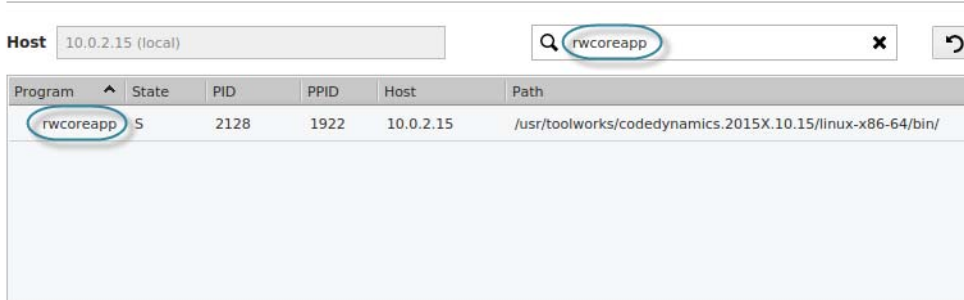 Host 10.0.2.15 (local) rwcoreapp
Program State PID PPID Host Path
rwcoreapp S 2128 1922 10.0.2.15 /usr/toolworks/codedynamics.2015X.10.15/linux-x86-64/bin/